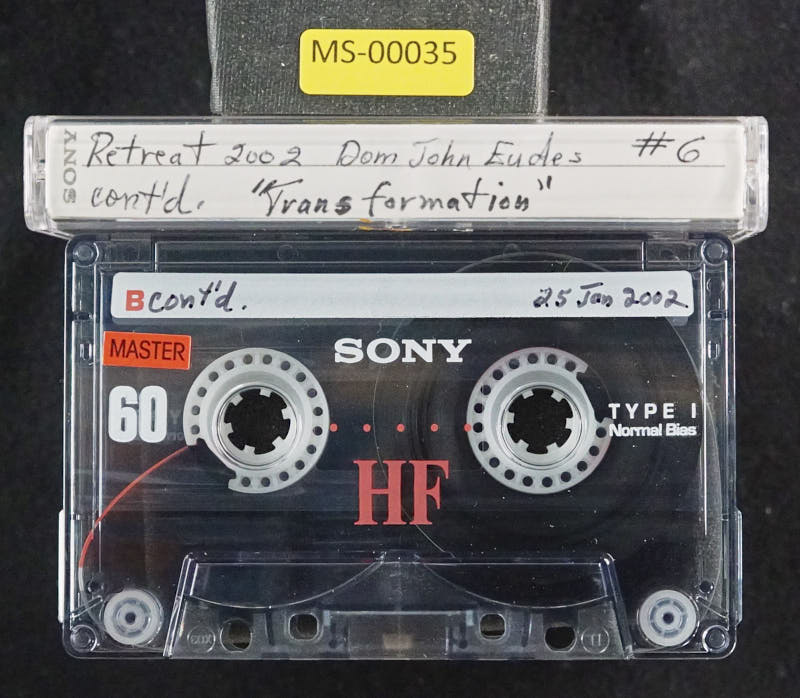 MS-00035
SONY
Retreat 2002 Dom John Eudes #6
cont'd. "Transformation"
B cont'd. 25 Jan 2002
MASTER
SONY
60
TYPE I
Normal Bias
HF